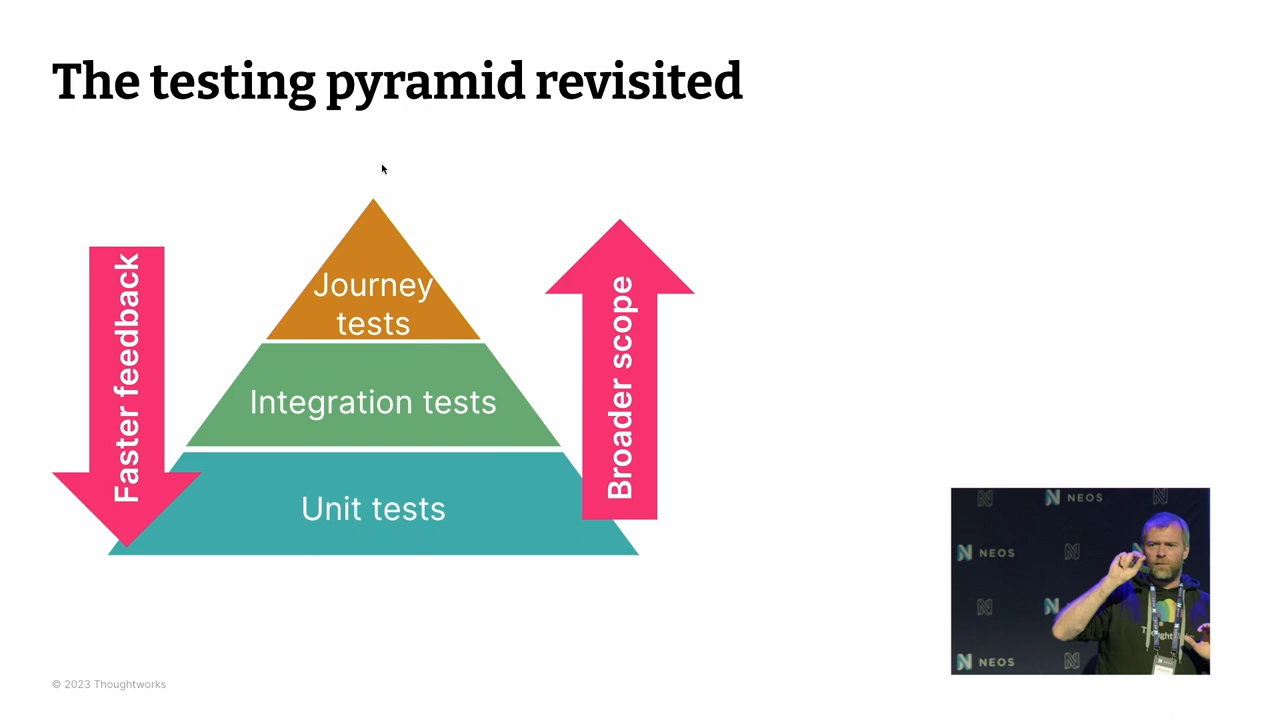 The testing pyramid revisited
Faster feedback
Journey
tests
Integration tests
Unit tests
Broader scope
NEOS
NEOS
NEOS
NEOS
© 2023 Thoughtworks